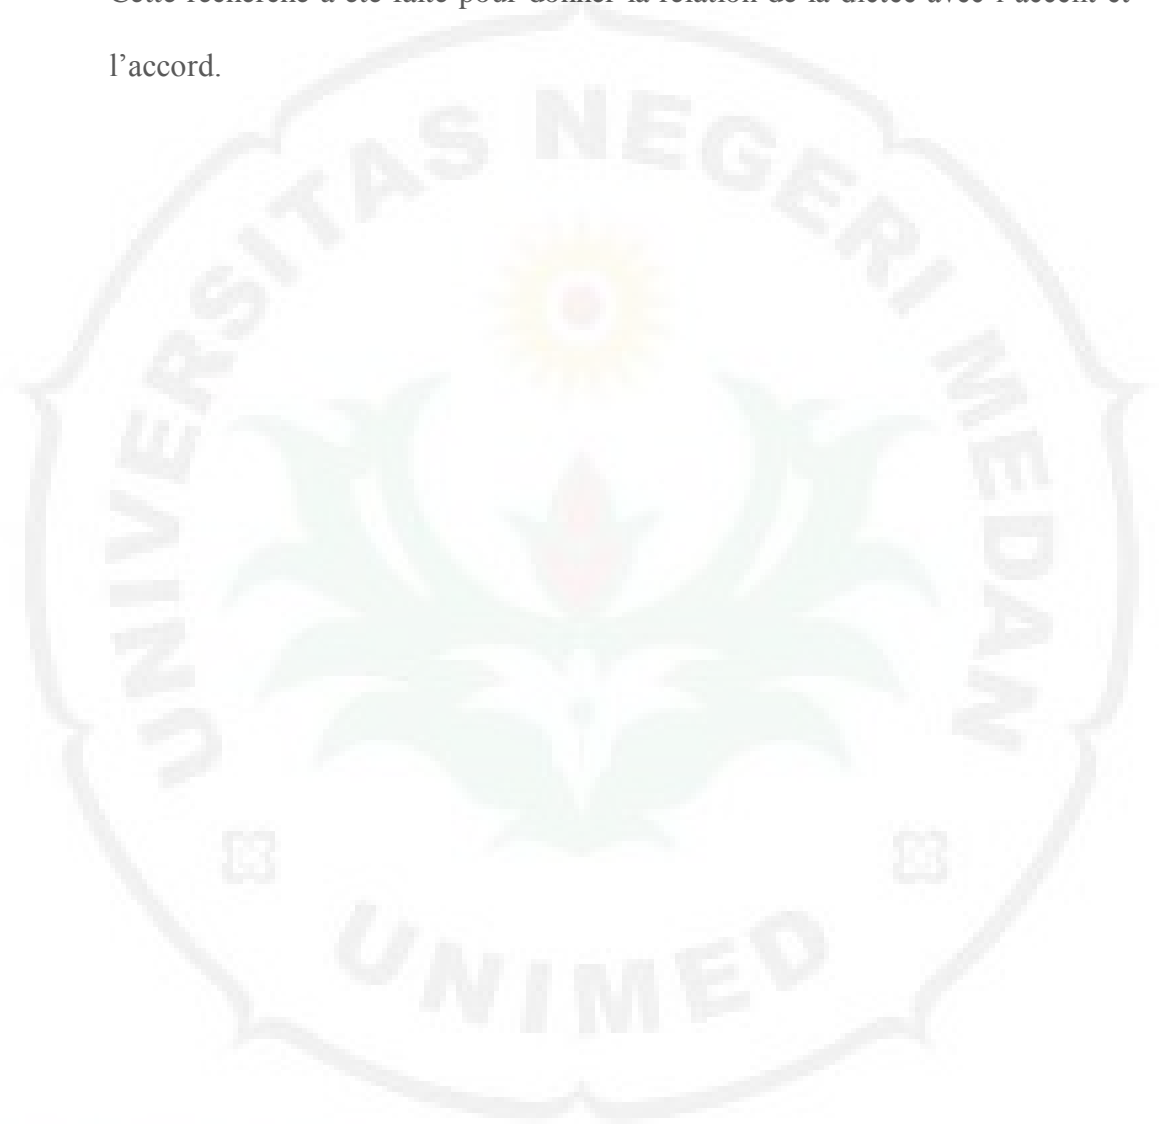 Cette recherche a été faite pour donner la relation de la dictée avec l'accent et
l'accord.
UNIVERSITAS NEGERI MEDAN
UNIMED